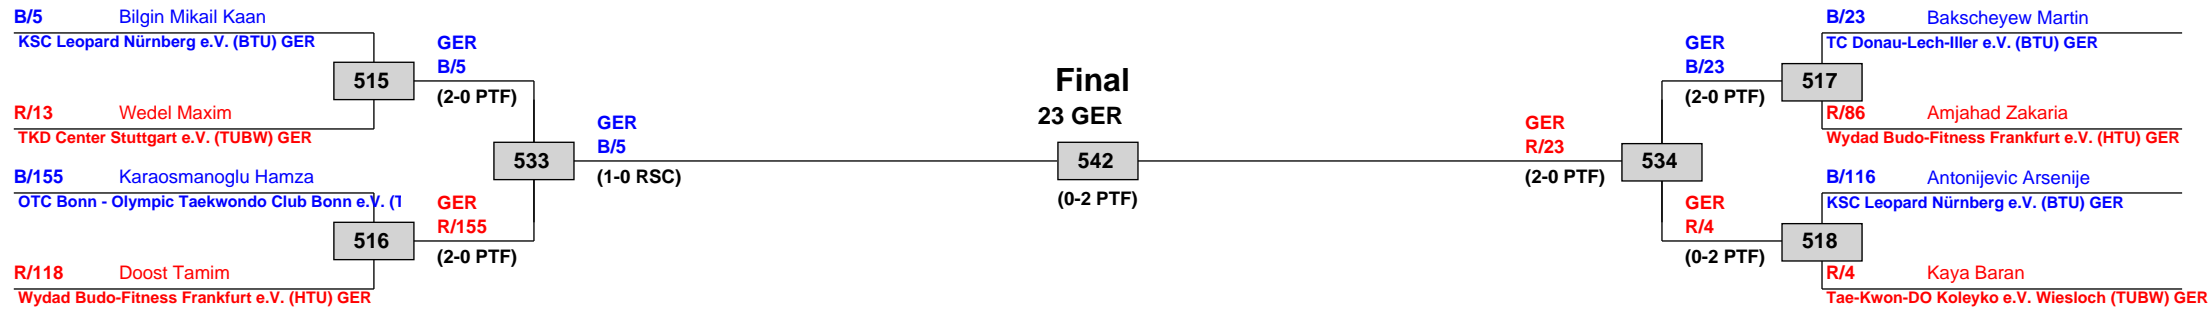 B/5 Bilgin Mikail Kaan
KSC Leopard Nürnberg e.V. (BTU) GER
515
R/13 Wedel Maxim
TKD Center Stuttgart e.V. (TUBW) GER
GER
B/5
(2-0 PTF)
B/155 Karaosmanoglu Hamza
OTC Bonn - Olympic Taekwondo Club Bonn e.V. (T
516
R/118 Doost Tamim
Wydad Budo-Fitness Frankfurt e.V. (HTU) GER
GER
R/155
(2-0 PTF)
533
GER
B/5
(1-0 RSC)
Final
23 GER
542
(0-2 PTF)
GER
R/23
(2-0 PTF)
534
GER
B/23
(2-0 PTF)
517
B/23 Bakscheyew Martin
TC Donau-Lech-Iller e.V. (BTU) GER
R/86 Amjahad Zakaria
Wydad Budo-Fitness Frankfurt e.V. (HTU) GER
GER
R/4
(0-2 PTF)
518
B/116 Antonijevic Arsenije
KSC Leopard Nürnberg e.V. (BTU) GER
R/4 Kaya Baran
Tae-Kwon-DO Koleyko e.V. Wiesloch (TUBW) GER